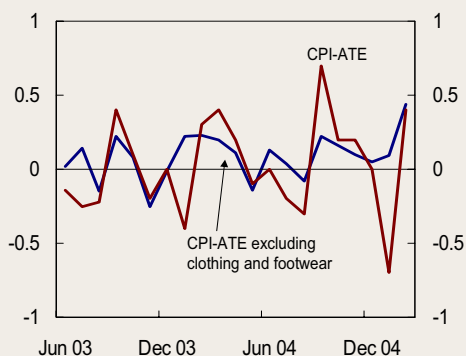 1 1
CPI-ATE
0.5 0.5
0 0
-0.5 -0.5
CPI-ATE excluding
clothing and footwear
-1 -1
Jun 03 Dec 03 Jun 04 Dec 04